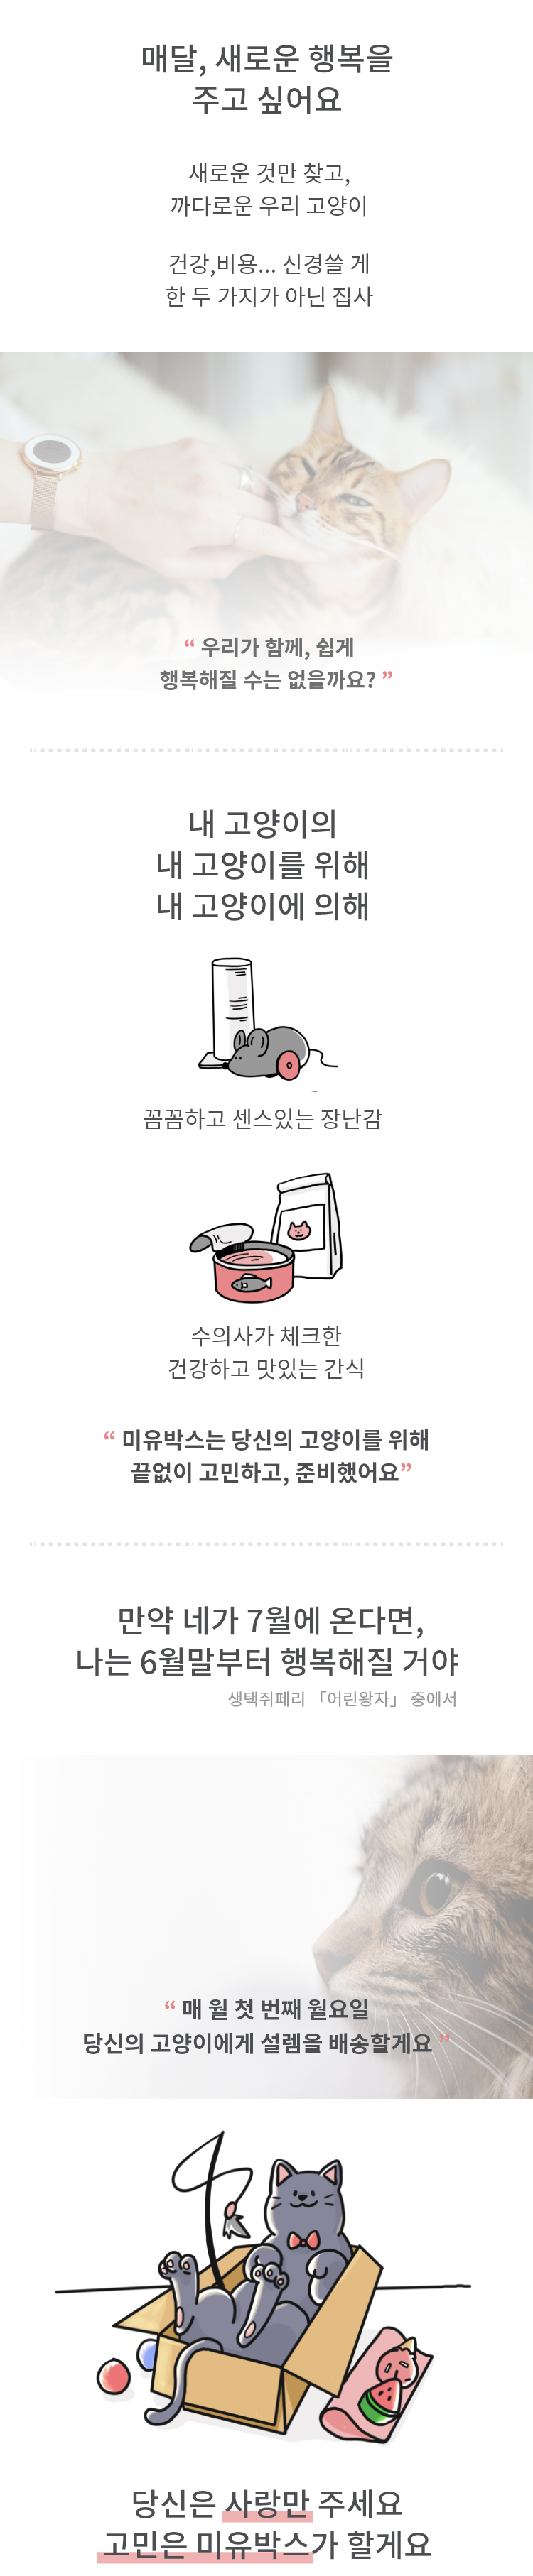 매달, 새로운 행복을
주고 싶어요
새로운 것만 찾고,
까다로운 우리 고양이
건강,비용... 신경쓸 게
한 두 가지가 아닌 집사
“ 우리가 함께, 쉽게
행복해질 수는 없을까요? ”
내 고양이의
내 고양이를 위해
내 고양이에 의해
꼼꼼하고 센스있는 장난감
수의사가 체크한
건강하고 맛있는 간식
“ 미유박스는 당신의 고양이를 위해
끝없이 고민하고, 준비했어요”
만약 네가 7월에 온다면,
나는 6월말부터 행복해질 거야
생택쥐페리 「어린왕자」 중에서
“ 매 월 첫 번째 월요일
당신의 고양이에게 설렘을 배송할게요 ”
당신은 사랑만 주세요
고민은 미유박스가 할게요